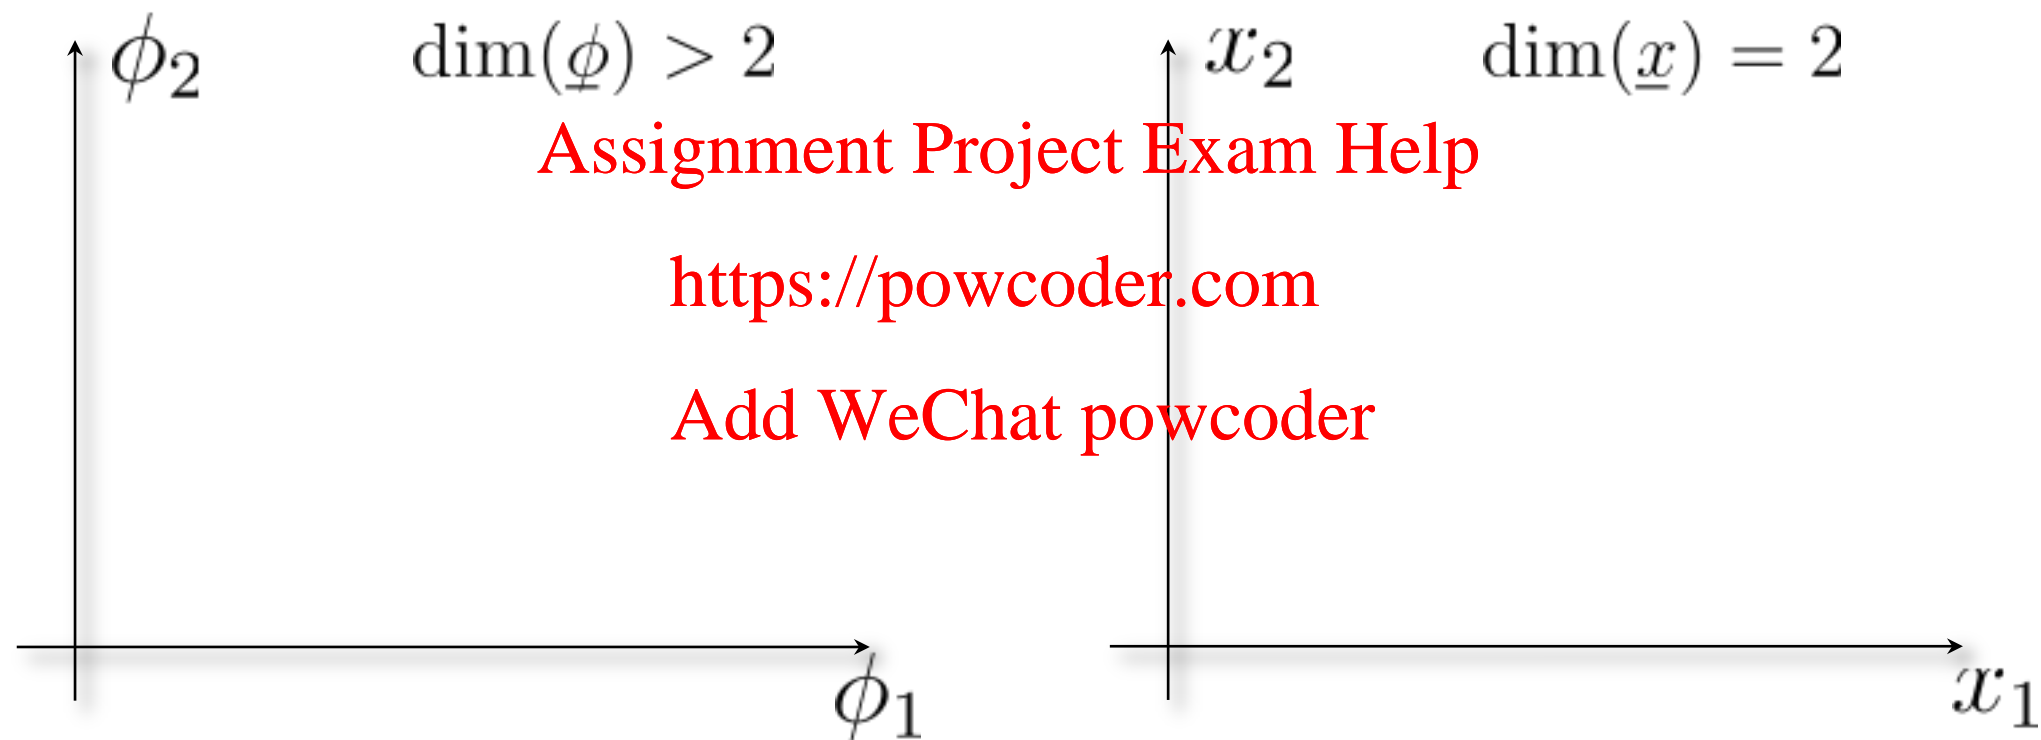 ϕ₂ dim(ϕ) > 2 x₂ dim(x) = 2
Assignment Project Exam Help
https://powcoder.com
Add WeChat powcoder
ϕ₁ x₁